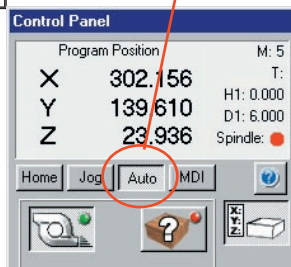 Control Panel
Program Position M: 5
X 302.156 T:
Y 139.610 H1: 0.000
D1: 6.000
Z 23.936 Spindle:
Home Jog Auto MDI ?
? X: Y: Z: